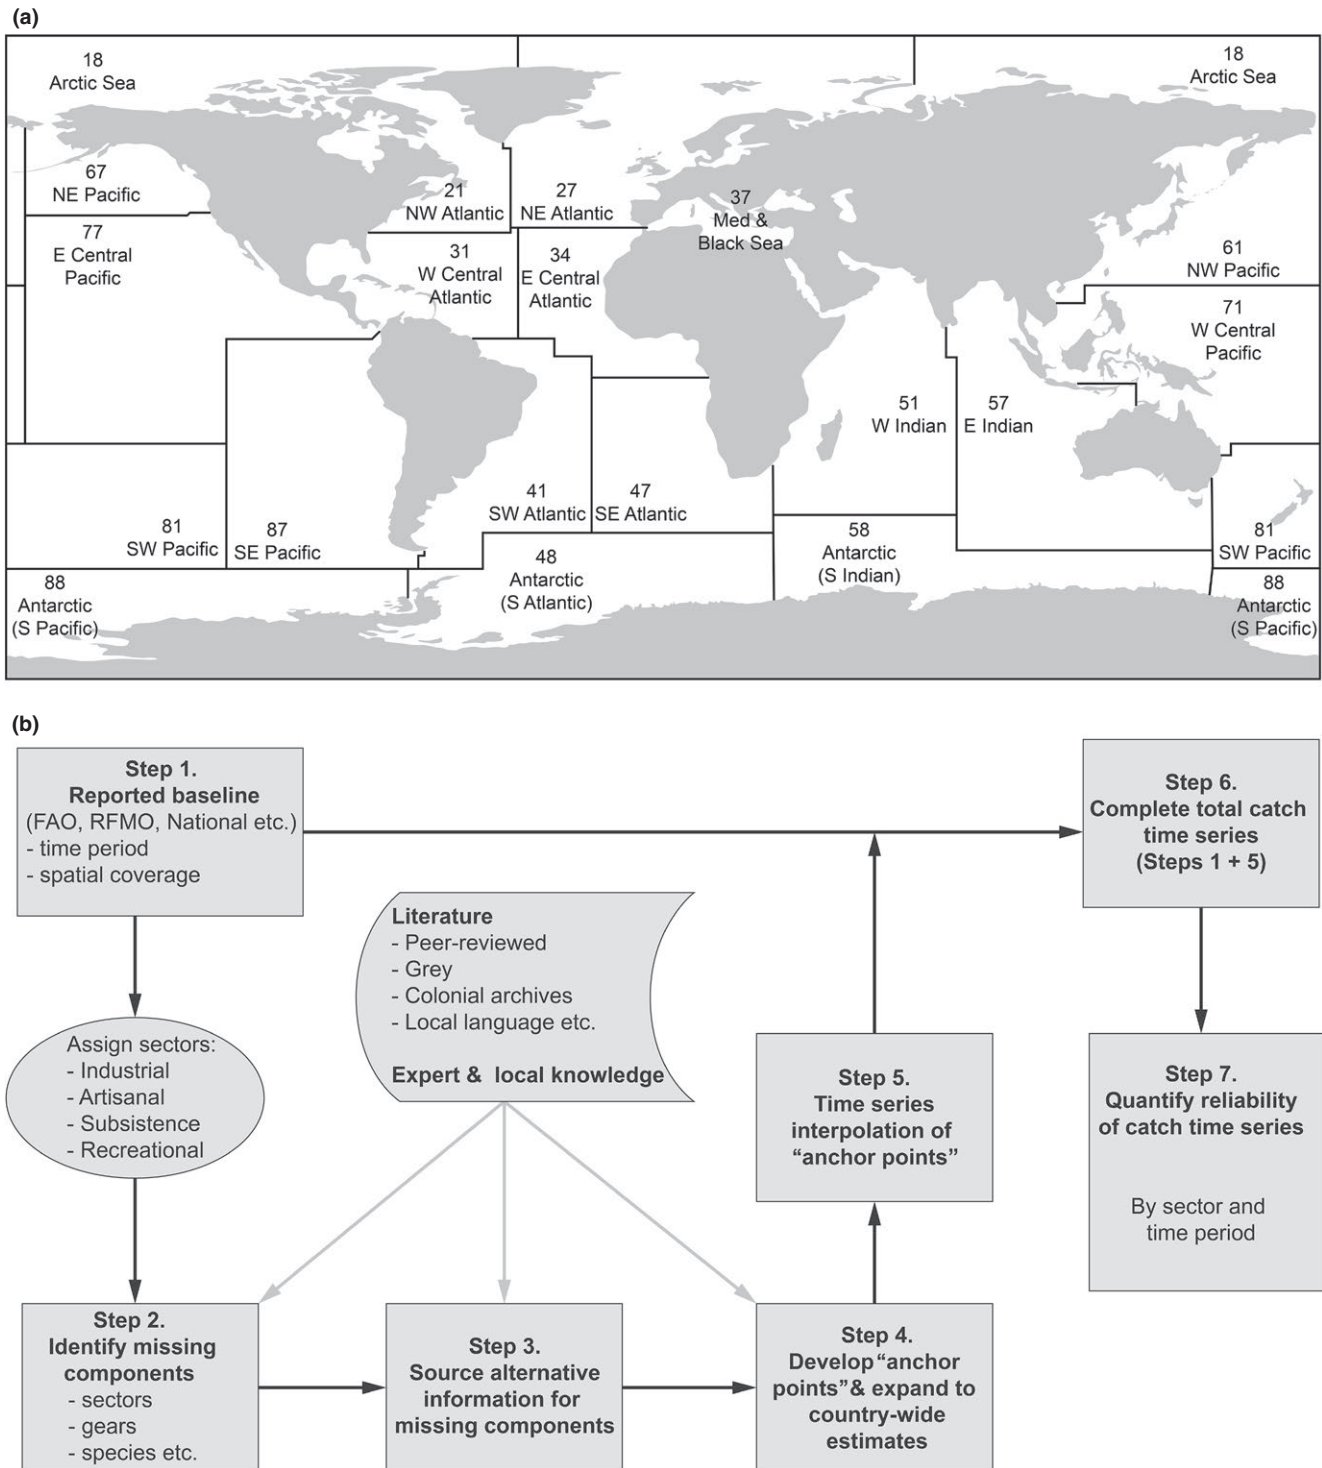 (a)
18
Arctic Sea
18
Arctic Sea
67
NE Pacific
21
NW Atlantic
27
NE Atlantic
37
Med &
Black Sea
77
E Central
Pacific
31
W Central
Atlantic
34
E Central
Atlantic
61
NW Pacific
71
W Central
Pacific
51
W Indian
57
E Indian
81
SW Pacific
87
SE Pacific
41
SW Atlantic
47
SE Atlantic
58
Antarctic
(S Indian)
81
SW Pacific
88
Antarctic
(S Pacific)
48
Antarctic
(S Atlantic)
88
Antarctic
(S Pacific)
(b)
Step 1.
Reported baseline
(FAO, RFMO, National etc.)
- time period
- spatial coverage
Assign sectors:
- Industrial
- Artisanal
- Subsistence
- Recreational
Literature
- Peer-reviewed
- Grey
- Colonial archives
- Local language etc.
Expert & local knowledge
Step 2.
Identify missing
components
- sectors
- gears
- species etc.
Step 3.
Source alternative
information for
missing components
Step 4.
Develop “anchor
points” & expand to
country-wide
estimates
Step 5.
Time series
interpolation of
“anchor points”
Step 6.
Complete total catch
time series
(Steps 1 + 5)
Step 7.
Quantify reliability
of catch time series
By sector and
time period